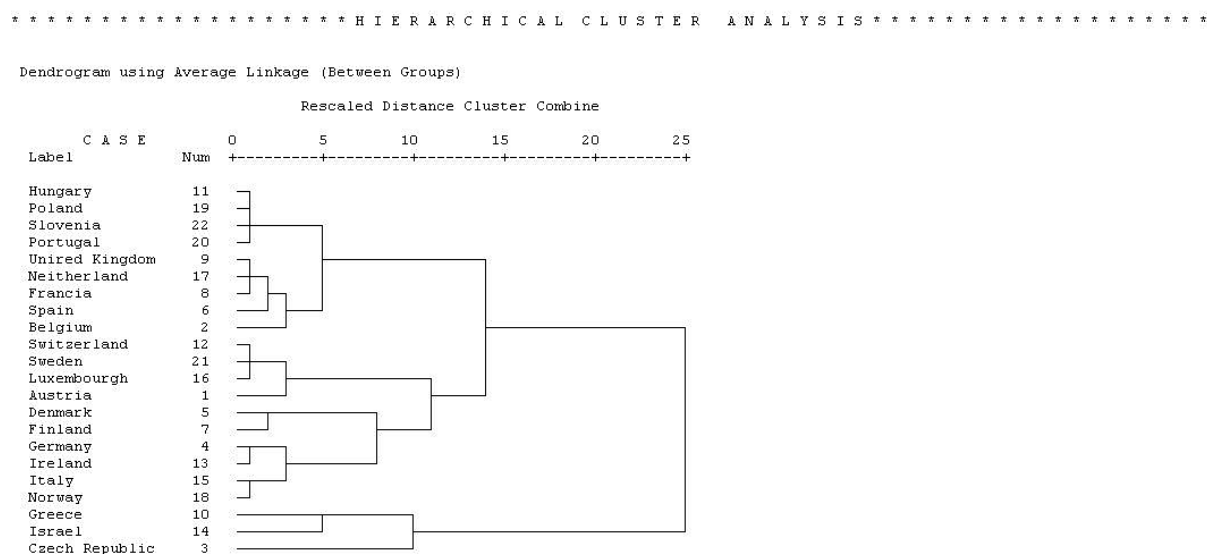 * * * * * * * * * * * * * * * * * * * H I E R A R C H I C A L  C L U S T E R   A N A L Y S I S * * * * * * * * * * * * * * * * * * *
Dendrogram using Average Linkage (Between Groups)
Rescaled Distance Cluster Combine
C A S E 0 5 10 15 20 25
Label Num +---------+---------+---------+---------+---------+
Hungary 11
Poland 19
Slovenia 22
Portugal 20
Unired Kingdom 9
Neitherland 17
Francia 8
Spain 6
Belgium 2
Switzerland 12
Sweden 21
Luxembourgh 16
Austria 1
Denmark 5
Finland 7
Germany 4
Ireland 13
Italy 15
Norway 18
Greece 10
Israel 14
Czech Republic 3